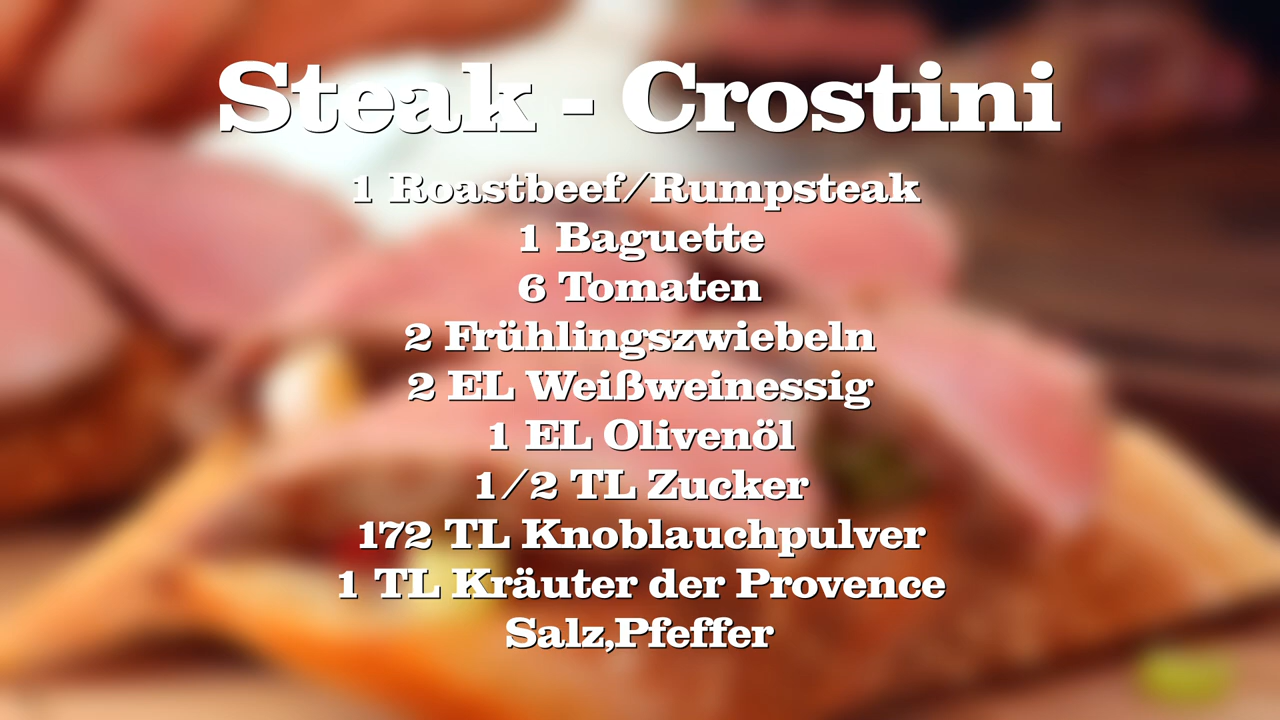 Steak - Crostini
1 Roastbeef/Rumpsteak
1 Baguette
6 Tomaten
2 Frühlingszwiebeln
2 EL Weißweinessig
1 EL Olivenöl
1/2 TL Zucker
172 TL Knoblauchpulver
1 TL Kräuter der Provence
Salz,Pfeffer